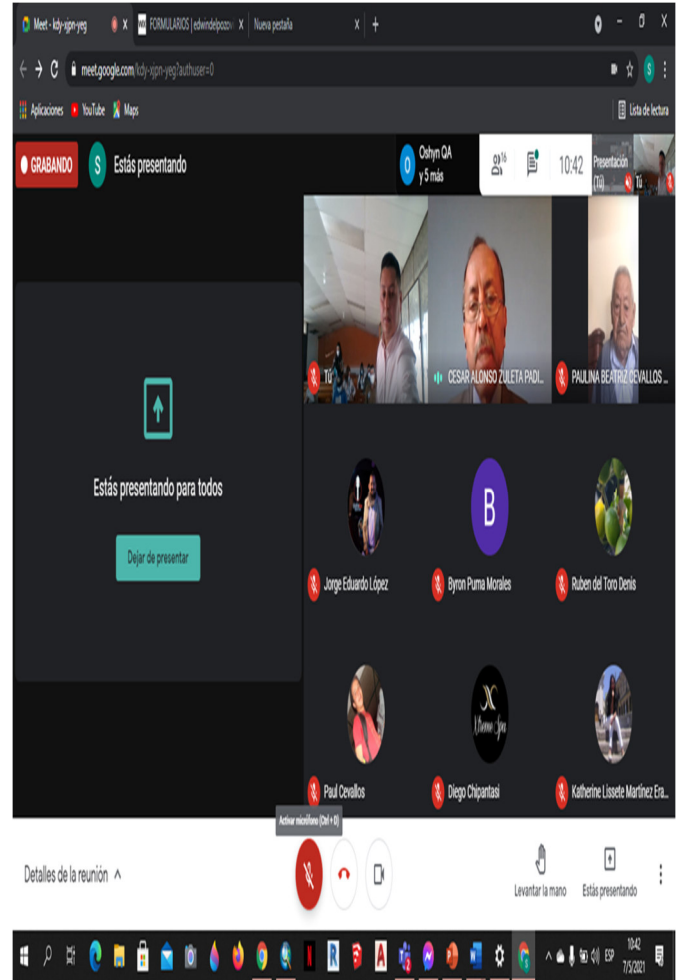 Meet - kdy-xjpn-yeg
FORMULARIOS | edwindelpozov
Nueva pestaña
meet.google.com/kdy-xjpn-yeg?authuser=0
Aplicaciones
YouTube
Maps
Lista de lectura
GRABANDO
S
Estás presentando
O
Oshyn QA
y 5 más
16
10:42
Presentación
(Tú)
Tú
Estás presentando para todos
Dejar de presentar
Tú
CESAR ALONSO ZULETA PADI...
PAULINA BEATRIZ CEVALLOS ...
B
Jorge Eduardo López
Byron Puma Morales
Ruben del Toro Denis
Xtreme Spa
Paul Cevallos
Diego Chipantasi
Katherine Lissete Martínez Era...
Activar micrófono (Ctrl + D)
Detalles de la reunión
Levantar la mano
Estás presentando
ESP
10:42
7/5/2021